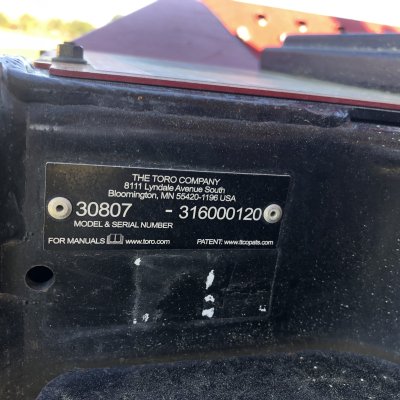 THE TORO COMPANY
8111 Lyndale Avenue South
Bloomington, MN 55420-1196 USA
30807 - 316000120
MODEL & SERIAL NUMBER
FOR MANUALS www.toro.com PATENT: www.ttcopats.com